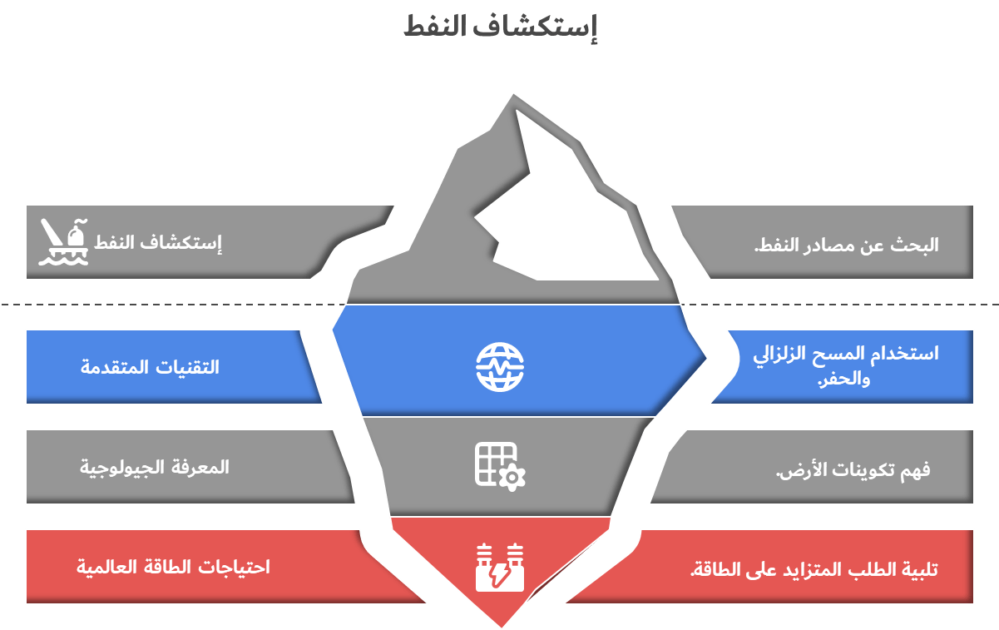 إستكشاف النفط
البحث عن مصادر النفط.
إستكشاف النفط
استخدام المسح الزلزالي
والحفر.
التقنيات المتقدمة
فهم تكوينات الأرض.
المعرفة الجيولوجية
تلبية الطلب المتزايد على الطاقة.
احتياجات الطاقة العالمية